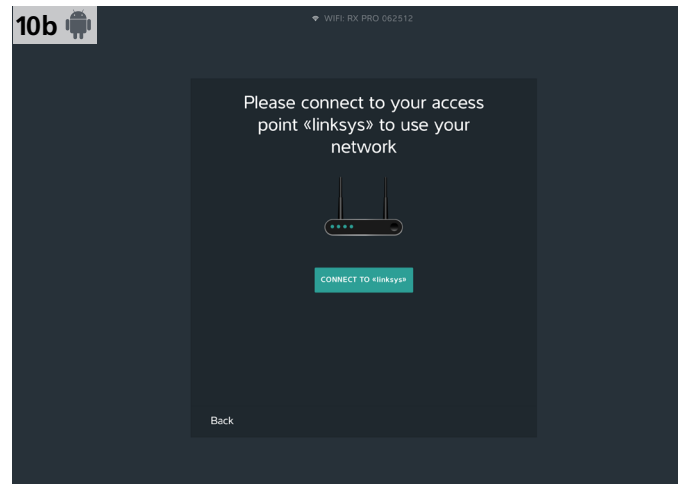 10b
WIFI: RX PRO 062512
Please connect to your access
point «linksys» to use your
network
CONNECT TO «linksys»
Back